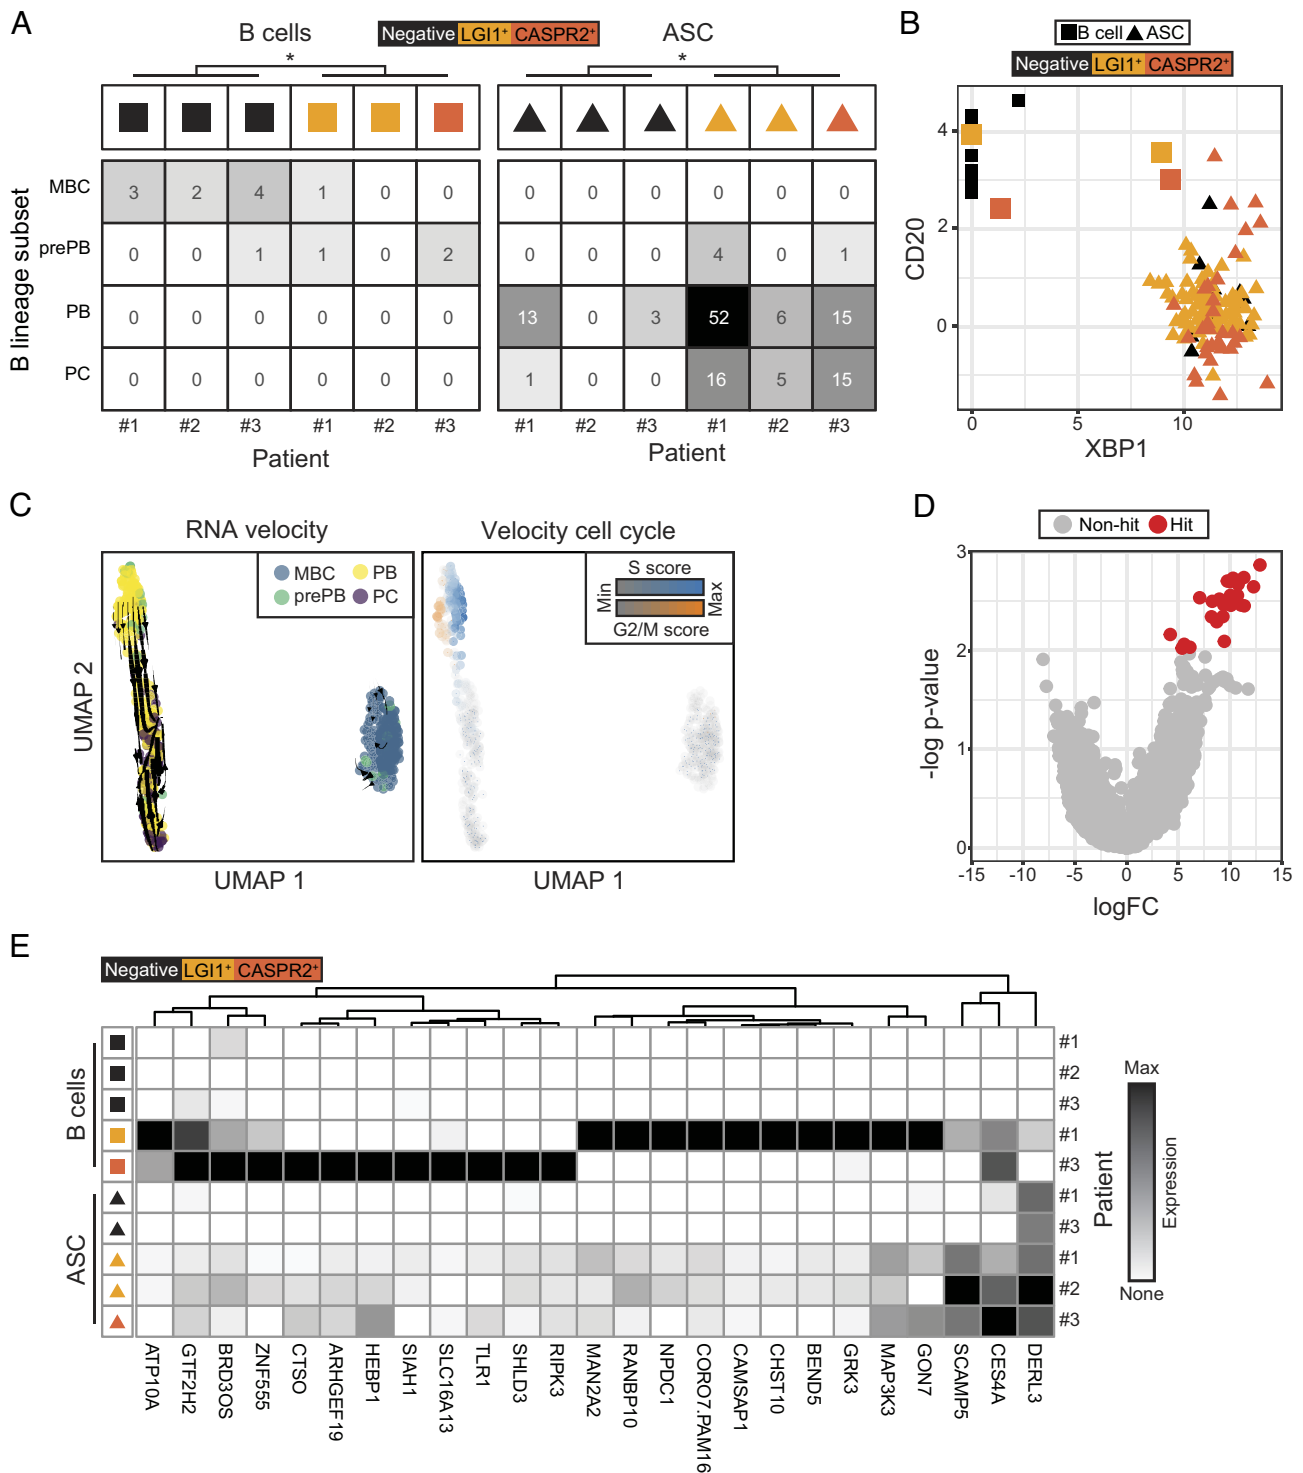 A
B cells
Negative LGI1+ CASPR2+
ASC
*
*
B lineage subset
MBC 3 2 4 1 0 0 0 0 0 0 0 0
prePB 0 0 1 1 0 2 0 0 0 4 0 1
PB 0 0 0 0 0 0 13 0 3 52 6 15
PC 0 0 0 0 0 0 1 0 0 16 5 15
#1 #2 #3 #1 #2 #3 #1 #2 #3 #1 #2 #3
Patient
Patient
B
B cell ASC
Negative LGI1+ CASPR2+
CD20
4
2
0
0 5 10
XBP1
C
RNA velocity
MBC PB
prePB PC
UMAP 2
UMAP 1
Velocity cell cycle
S score
Min
Max
G2/M score
UMAP 1
D
Non-hit Hit
-log p-value
3
2
1
0
-15 -10 -5 0 5 10 15
logFC
E
Negative LGI1+ CASPR2+
B cells
ASC
#1
#2
#3
#1
#3
#1
#3
#1
#2
#3
Patient
Max
Expression
None
ATP10A
GTF2H2
BRD3OS
ZNF555
CTSO
ARHGEF19
HEBP1
SIAH1
SLC16A13
TLR1
SHLD3
RIPK3
MAN2A2
RANBP10
NPDC1
CORO7.PAM16
CAMSAP1
CHST10
BEND5
GRK3
MAP3K3
GON7
SCAMP5
CES4A
DERL3